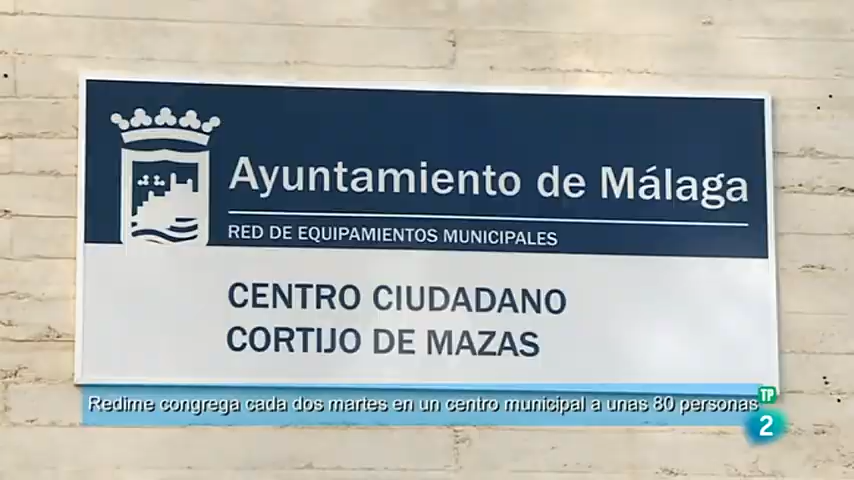 Ayuntamiento de Málaga
RED DE EQUIPAMIENTOS MUNICIPALES
CENTRO CIUDADANO
CORTIJO DE MAZAS
Redime congrega cada dos martes en un centro municipal a unas 80 personas
TP
2